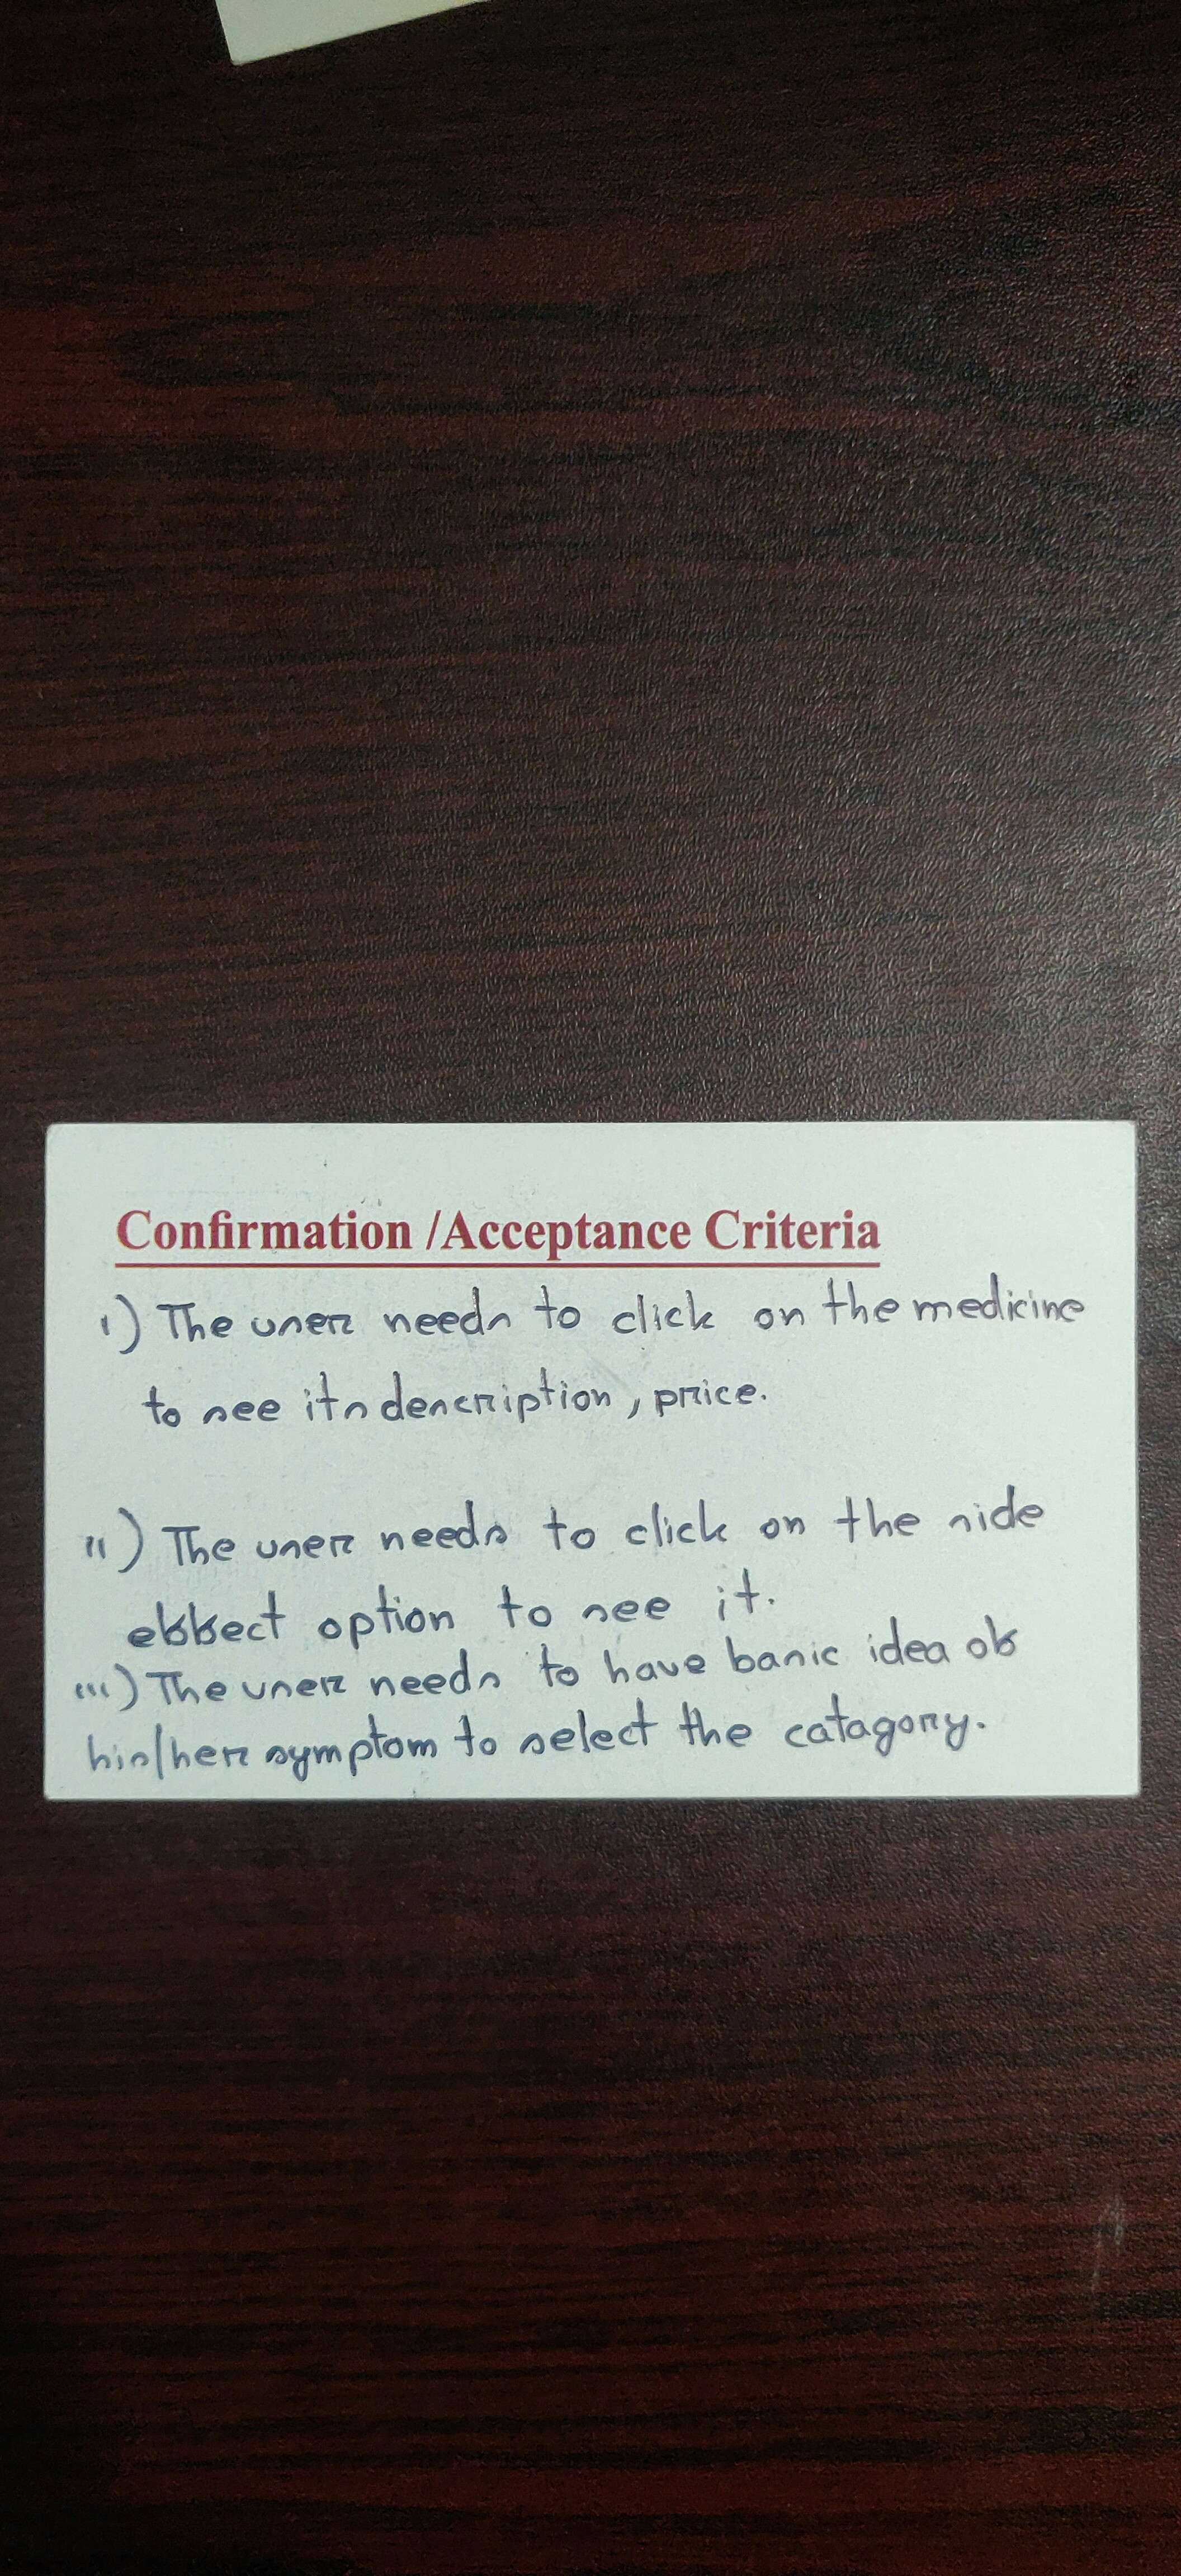 Confirmation /Acceptance Criteria
i) The user needs to click on the medicine
to see its description, price.
ii) The user needs to click on the side
effect option to see it.
iii) The user needs to have basic idea of
his/her symptom to select the catagory.